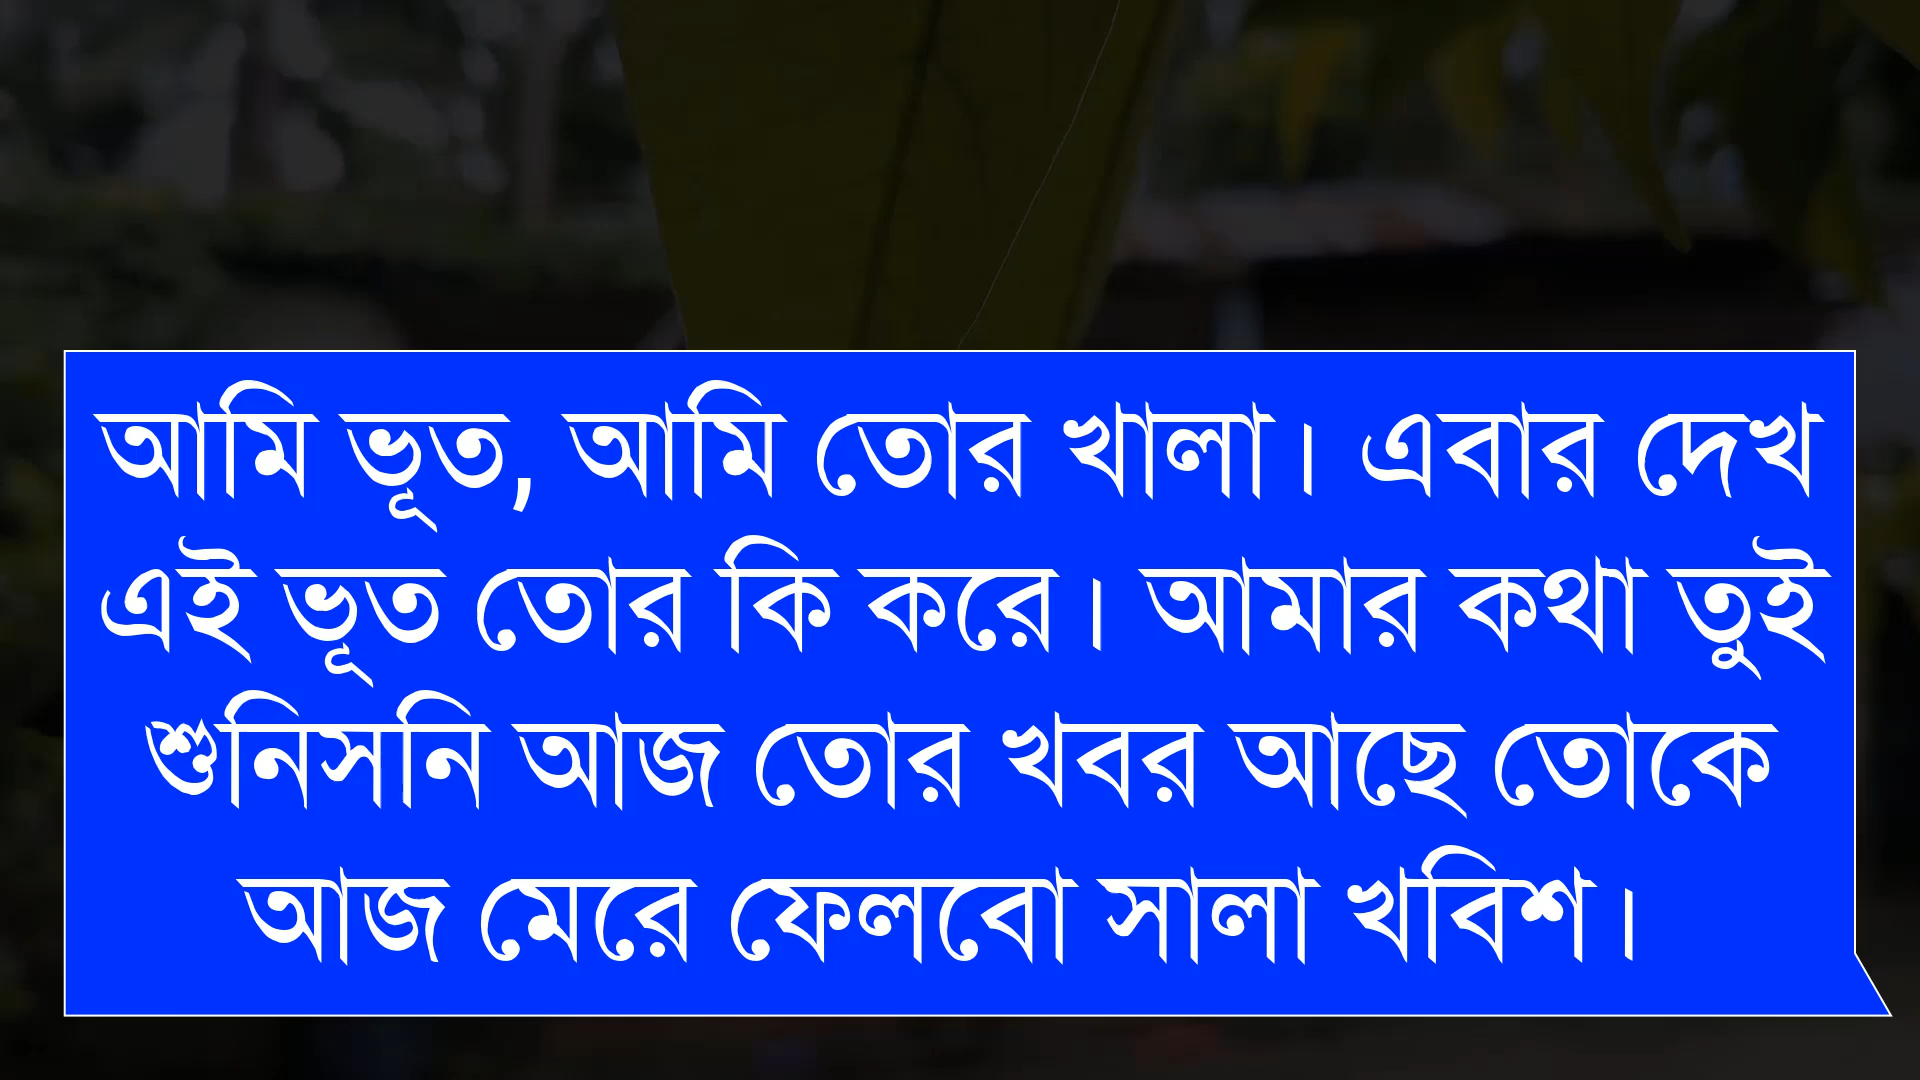 আমি ভূত, আমি তোর খালা। এবার দেখ
এই ভূত তোর কি করে। আমার কথা তুই
শুনিসনি আজ তোর খবর আছে তোকে
আজ মেরে ফেলবো সালা খবিশ।